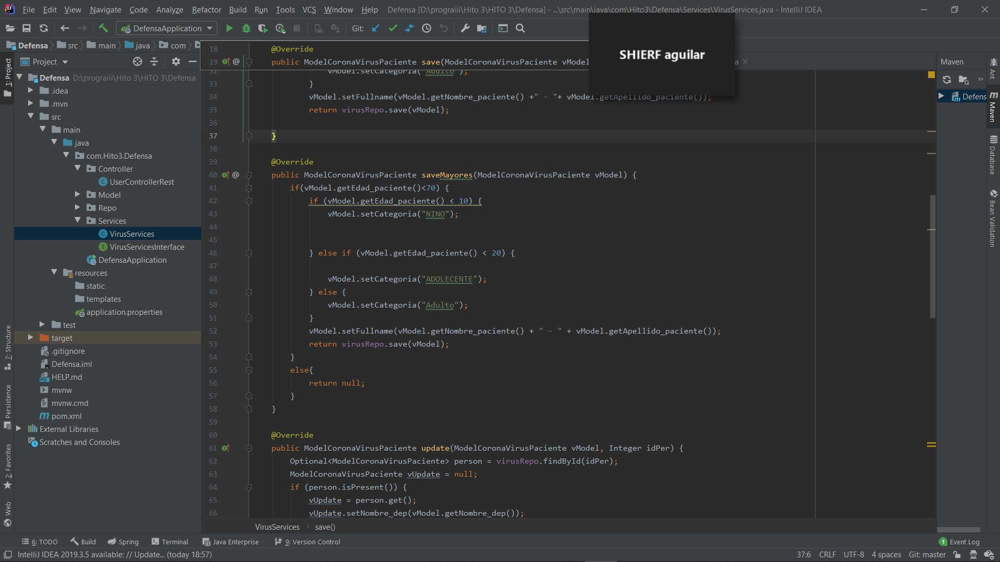 File Edit View Navigate Code Analyze Refactor Build Run Tools VCS Window Help Defensa [D:\prograiii\Hito 3\HITO 3\Defensa] - ...\src\main\java\com\Hito3\Defensa\Services\VirusServices.java - IntelliJ IDEA
DefensaApplication Git:
Defensa src main java com
SHIERF aguilar
1: Project
7: Structure
Persistence
2: Favorites
Web
Project
Defensa D:\prograiii\Hito 3\HITO 3\Defensa
.idea
.mvn
src
main
java
com.Hito3.Defensa
Controller
UserControllerRest
Model
Repo
Services
VirusServices
VirusServicesInterface
DefensaApplication
resources
static
templates
application.properties
test
target
.gitignore
Defensa.iml
HELP.md
mvnw
mvnw.cmd
pom.xml
External Libraries
Scratches and Consoles
18 @Override
19 public ModelCoronaVirusPaciente save(ModelCoronaVirusPaciente vModel
32 vModel.setCategoria("Adulto");
33 }
34 vModel.setFullname(vModel.getNombre_paciente() +" - "+ vModel.getApellido_paciente());
35 return virusRepo.save(vModel);
36
37 }
38
39 @Override
40 public ModelCoronaVirusPaciente saveMayores(ModelCoronaVirusPaciente vModel) {
41 if(vModel.getEdad_paciente()<70) {
42 if (vModel.getEdad_paciente() < 10) {
43 vModel.setCategoria("NINO");
44
45
46 } else if (vModel.getEdad_paciente() < 20) {
47
48 vModel.setCategoria("ADOLECENTE");
49 } else {
50 vModel.setCategoria("Adulto");
51 }
52 vModel.setFullname(vModel.getNombre_paciente() + " - " + vModel.getApellido_paciente());
53 return virusRepo.save(vModel);
54 }
55 else{
56 return null;
57 }
58 }
59
60 @Override
61 public ModelCoronaVirusPaciente update(ModelCoronaVirusPaciente vModel, Integer idPer) {
62 Optional<ModelCoronaVirusPaciente> person = virusRepo.findById(idPer);
63 ModelCoronaVirusPaciente vUpdate = null;
64 if (person.isPresent()) {
65 vUpdate = person.get();
66 vUpdate.setNombre_dep(vModel.getNombre_dep());
VirusServices save()
Maven
Defens
Ant
Maven
Database
Bean Validation
6: TODO Build Spring Terminal Java Enterprise 9: Version Control 1 Event Log
IntelliJ IDEA 2019.3.5 available: // Update... (today 18:57) 37:6 CRLF UTF-8 4 spaces Git: master